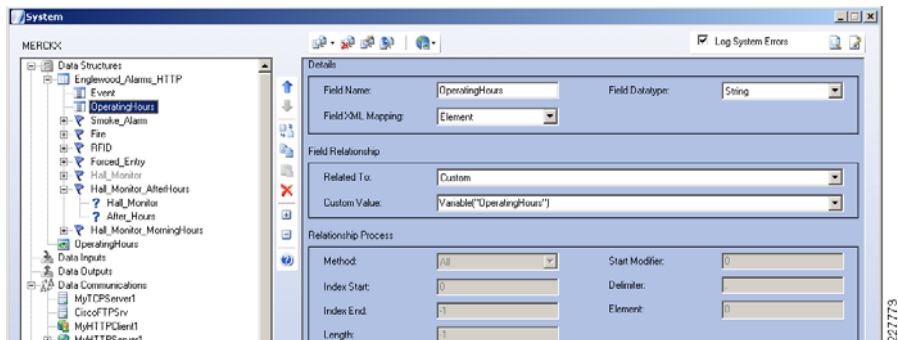 System
MERCKX
Log System Errors
Data Structures
Englewood_Alarms_HTTP
Event
OperatingHours
Smoke_Alarm
Fire
RFID
Forced_Entry
Hall_Monitor
Hall_Monitor_AfterHours
Hall_Monitor
After_Hours
Hall_Monitor_MorningHours
OperatingHours
Data Inputs
Data Outputs
Data Communications
MyTCPServer1
CiscoFTPSrv
MyHTTPClient1
MyHTTPServer1
Details
Field Name: OperatingHours Field Datatype: String
Field XML Mapping: Element
Field Relationship
Related To: Custom
Custom Value: Variable("OperatingHours")
Relationship Process
Method: All Start Modifier: 0
Index Start: 0 Delimiter: .
Index End: -1 Element: 0
Length: -1
227773